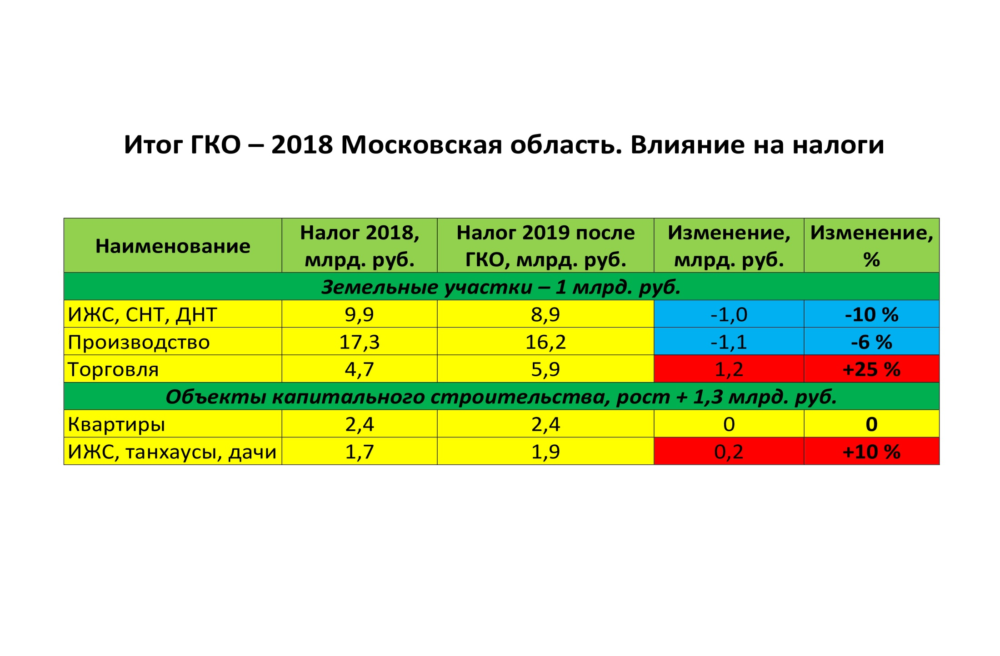 Итог ГКО – 2018 Московская область. Влияние на налоги
Наименование
Налог 2018,
млрд. руб.
Налог 2019 после
ГКО, млрд. руб.
Изменение,
млрд. руб.
Изменение,
%
Земельные участки – 1 млрд. руб.
ИЖС, СНТ, ДНТ 9,9 8,9 -1,0 -10 %
Производство 17,3 16,2 -1,1 -6 %
Торговля 4,7 5,9 1,2 +25 %
Объекты капитального строительства, рост + 1,3 млрд. руб.
Квартиры 2,4 2,4 0 0
ИЖС, танхаусы, дачи 1,7 1,9 0,2 +10 %